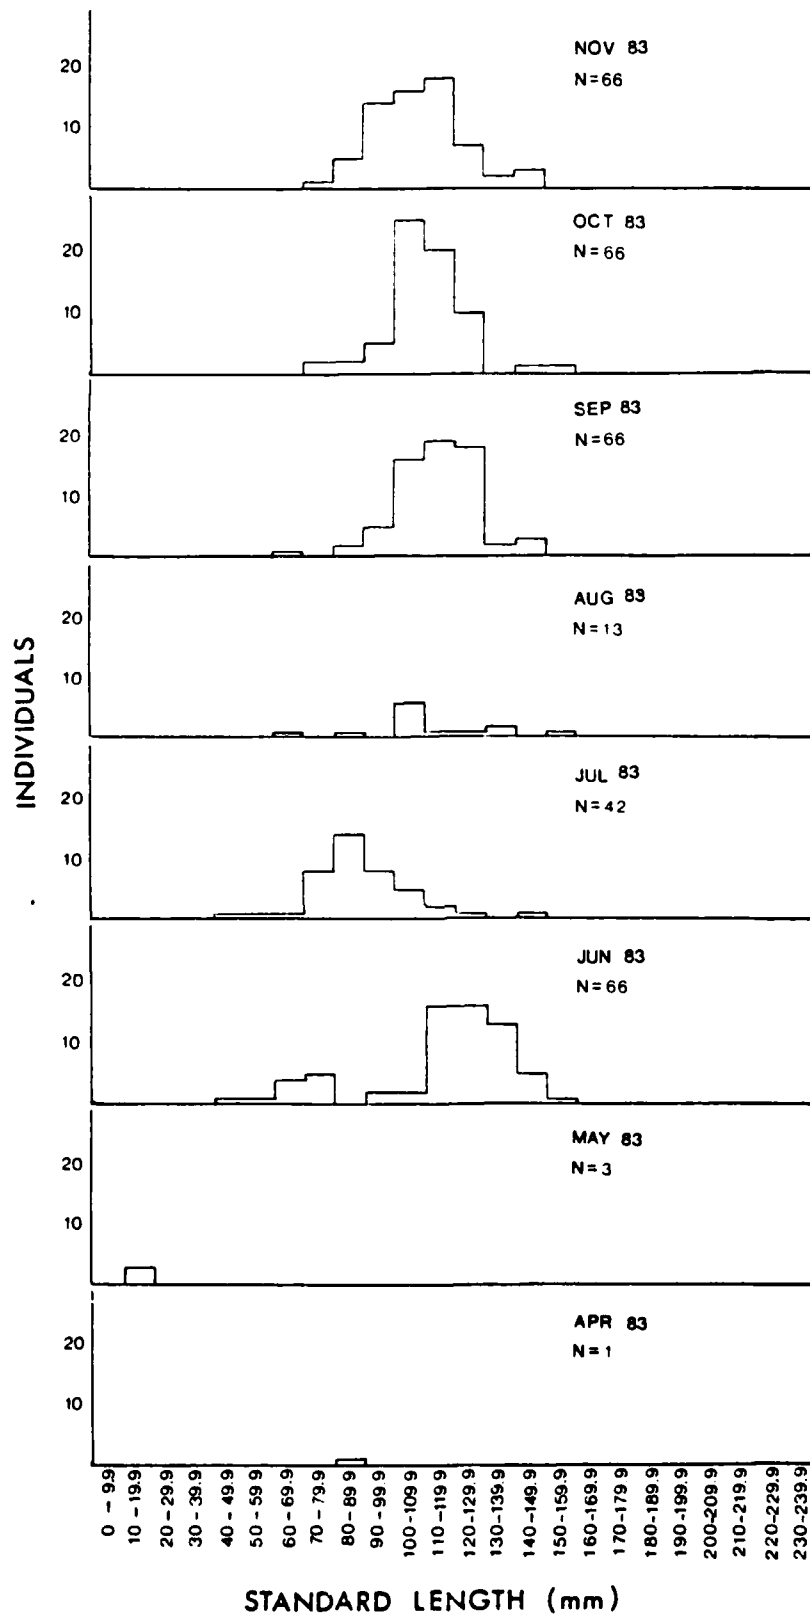 NOV 83
N=66
20
10
OCT 83
N=66
20
10
SEP 83
N=66
20
10
AUG 83
N=13
20
10
JUL 83
N=42
20
10
JUN 83
N=66
20
10
MAY 83
N=3
20
10
APR 83
N=1
20
10
INDIVIDUALS
0 - 9.9
10-19.9
20-29.9
30-39.9
40-49.9
50-59.9
60-69.9
70-79.9
80-89.9
90-99.9
100-109.9
110-119.9
120-129.9
130-139.9
140-149.9
150-159.9
160-169.9
170-179.9
180-189.9
190-199.9
200-209.9
210-219.9
220-229.9
230-239.9
STANDARD LENGTH (mm)